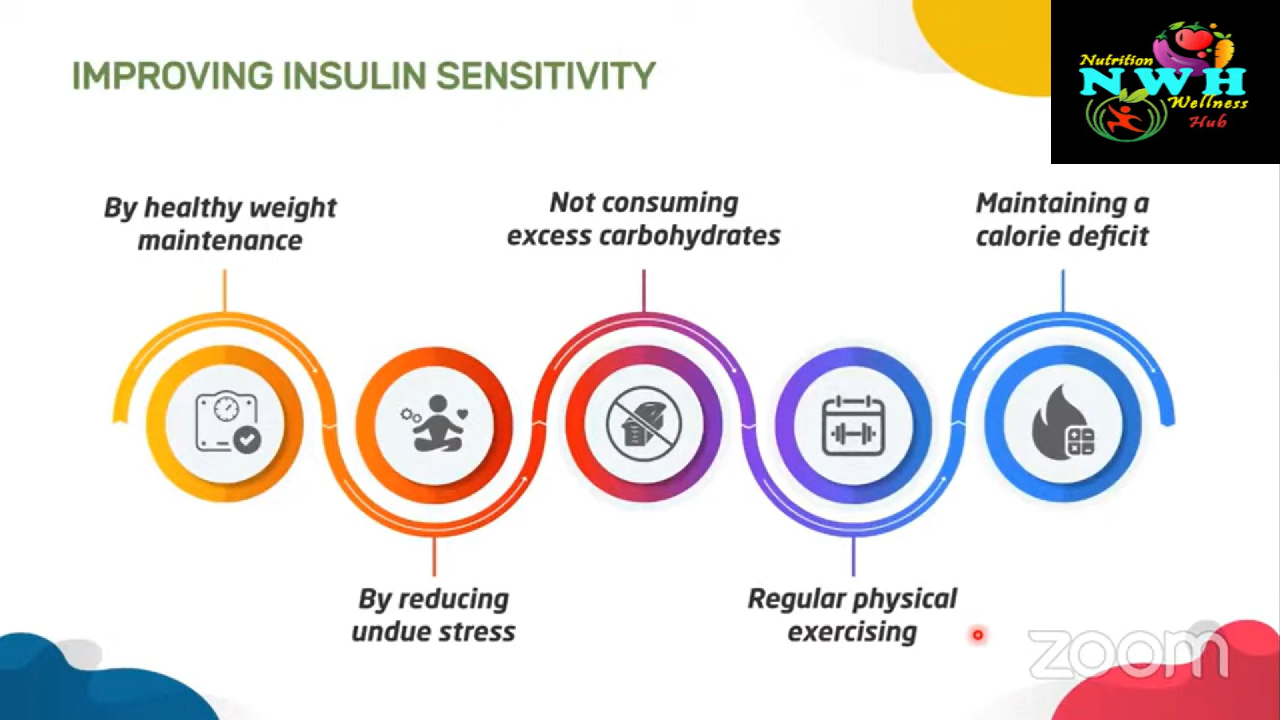 IMPROVING INSULIN SENSITIVITY
Nutrition
NWH
Wellness
Hub
By healthy weight
maintenance
Not consuming
excess carbohydrates
Maintaining a
calorie deficit
By reducing
undue stress
Regular physical
exercising
zoom